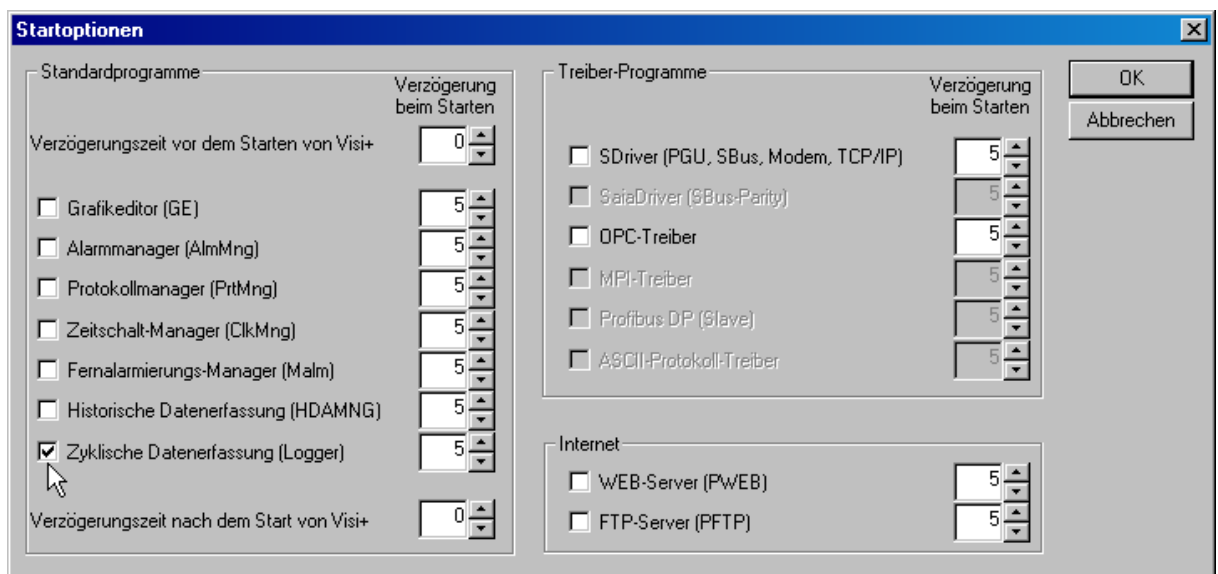 Startoptionen
Standardprogramme
Verzögerung
beim Starten
Verzögerungszeit vor dem Starten von Visi+ 0
Grafikeditor (GE) 5
Alarmmanager (AlmMng) 5
Protokollmanager (PrtMng) 5
Zeitschalt-Manager (ClkMng) 5
Fernalarmierungs-Manager (Malm) 5
Historische Datenerfassung (HDAMNG) 5
Zyklische Datenerfassung (Logger) 5
Verzögerungszeit nach dem Start von Visi+ 0
Treiber-Programme
Verzögerung
beim Starten
SDriver (PGU, SBus, Modem, TCP/IP) 5
SaiaDriver (SBus-Parity) 5
OPC-Treiber 5
MPI-Treiber 5
Profibus DP (Slave) 5
ASCII-Protokoll-Treiber 5
Internet
WEB-Server (PWEB) 5
FTP-Server (PFTP) 5
OK
Abbrechen